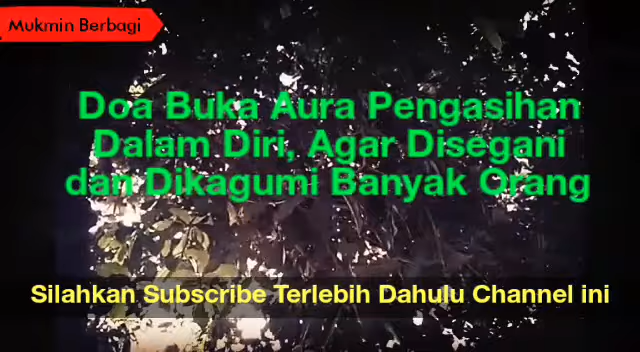 Mukmin Berbagi
Doa Buka Aura Pengasihan
Dalam Diri, Agar Disegani
dan Dikagumi Banyak Orang
Silahkan Subscribe Terlebih Dahulu Channel ini